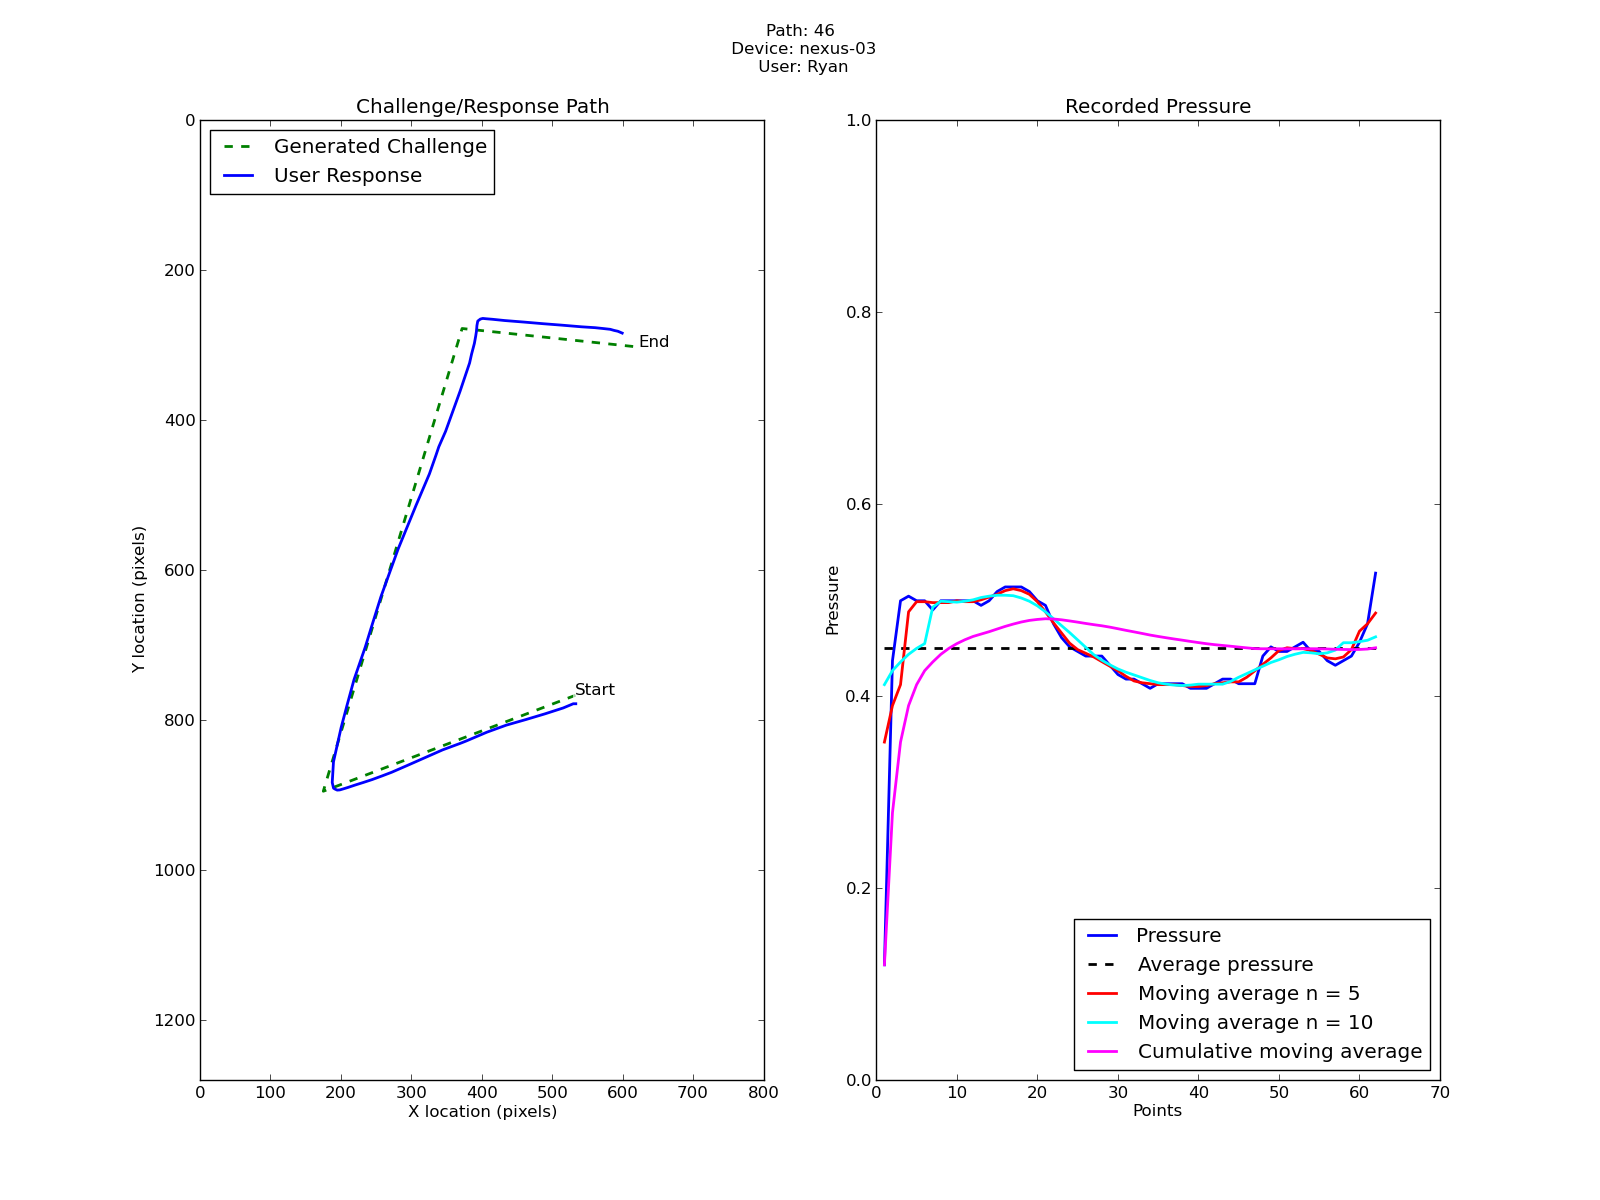 Path: 46
Device: nexus-03
User: Ryan
Challenge/Response Path
Generated Challenge
User Response
0
200
400
600
800
1000
1200
Y location (pixels)
End
Start
0 100 200 300 400 500 600 700 800
X location (pixels)
Recorded Pressure
1.0
0.8
0.6
0.4
0.2
0.0
Pressure
Pressure
Average pressure
Moving average n = 5
Moving average n = 10
Cumulative moving average
0 10 20 30 40 50 60 70
Points